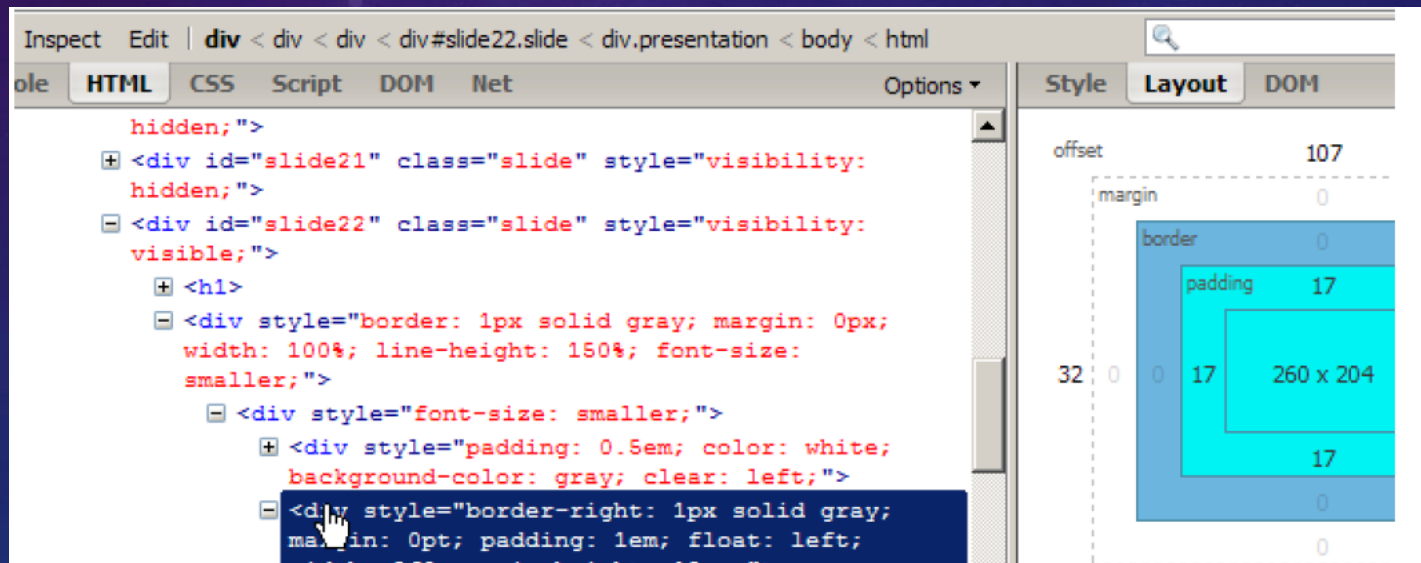 Inspect Edit | div < div < div < div#slide22.slide < div.presentation < body < html
ole HTML CSS Script DOM Net Options
hidden;">
<div id="slide21" class="slide" style="visibility:
hidden;">
<div id="slide22" class="slide" style="visibility:
visible;">
<h1>
<div style="border: 1px solid gray; margin: 0px;
width: 100%; line-height: 150%; font-size:
smaller;">
<div style="font-size: smaller;">
<div style="padding: 0.5em; color: white;
background-color: gray; clear: left;">
<div style="border-right: 1px solid gray;
margin: 0pt; padding: 1em; float: left;
Style Layout DOM
offset 107
margin 0
border 0
padding 17
32 0 0 17 260 x 204
17
0
0